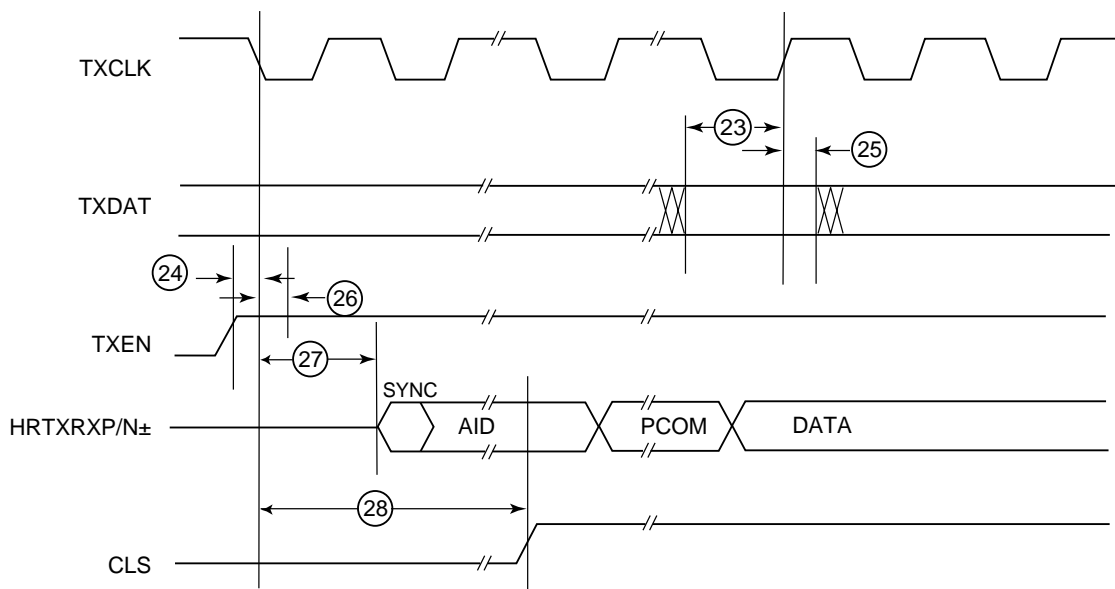 TXCLK
23
25
TXDAT
24
26
TXEN
27
SYNC
HRTXRXP/N±
AID
PCOM
DATA
28
CLS